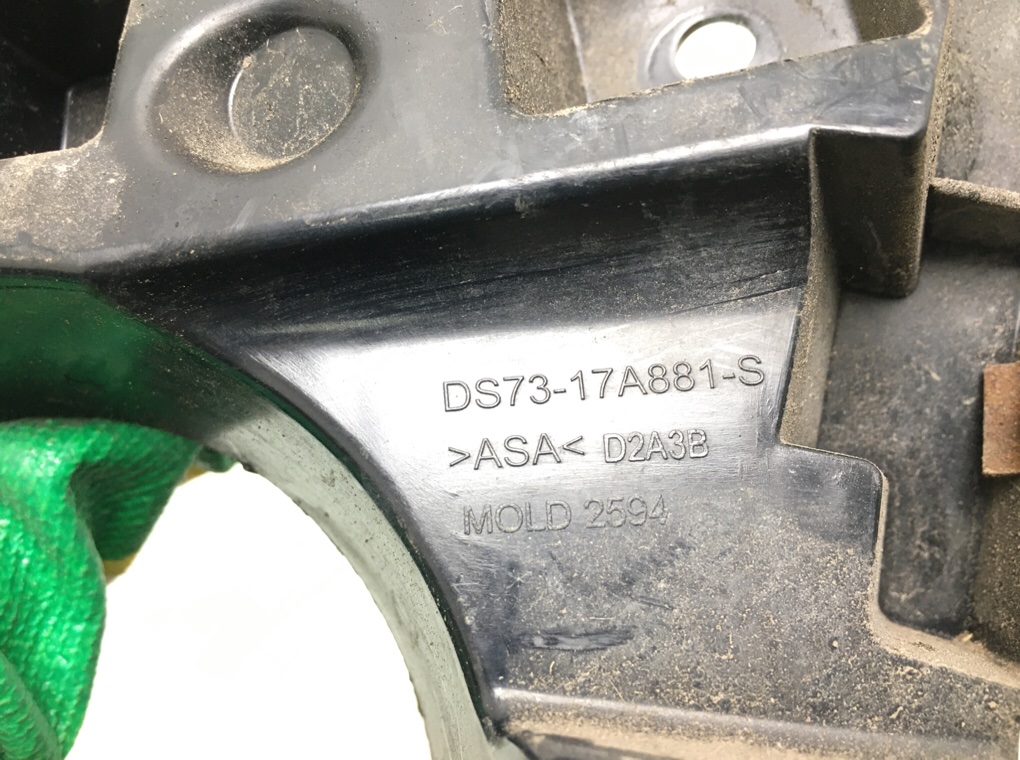 DS73-17A881-S
>ASA< D2A3B
MOLD 2594